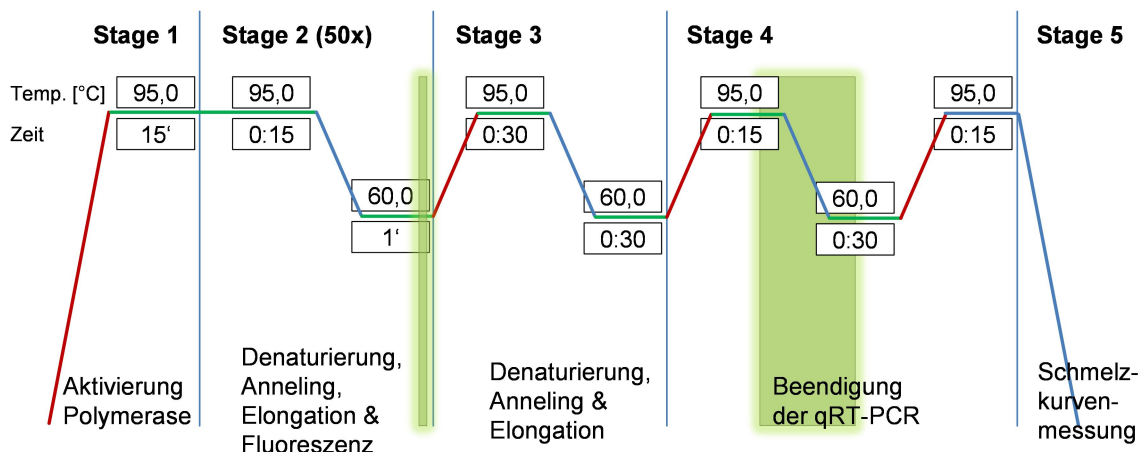 Stage 1
Stage 2 (50x)
Stage 3
Stage 4
Stage 5
Temp. [°C]
95,0
95,0
95,0
95,0
95,0
Zeit
15‘
0:15
0:30
0:15
0:15
60,0
60,0
60,0
1‘
0:30
0:30
Aktivierung
Polymerase
Denaturierung,
Anneling,
Elongation &
Fluoreszenz
Denaturierung,
Anneling &
Elongation
Beendigung
der qRT-PCR
Schmelz-
kurven-
messung